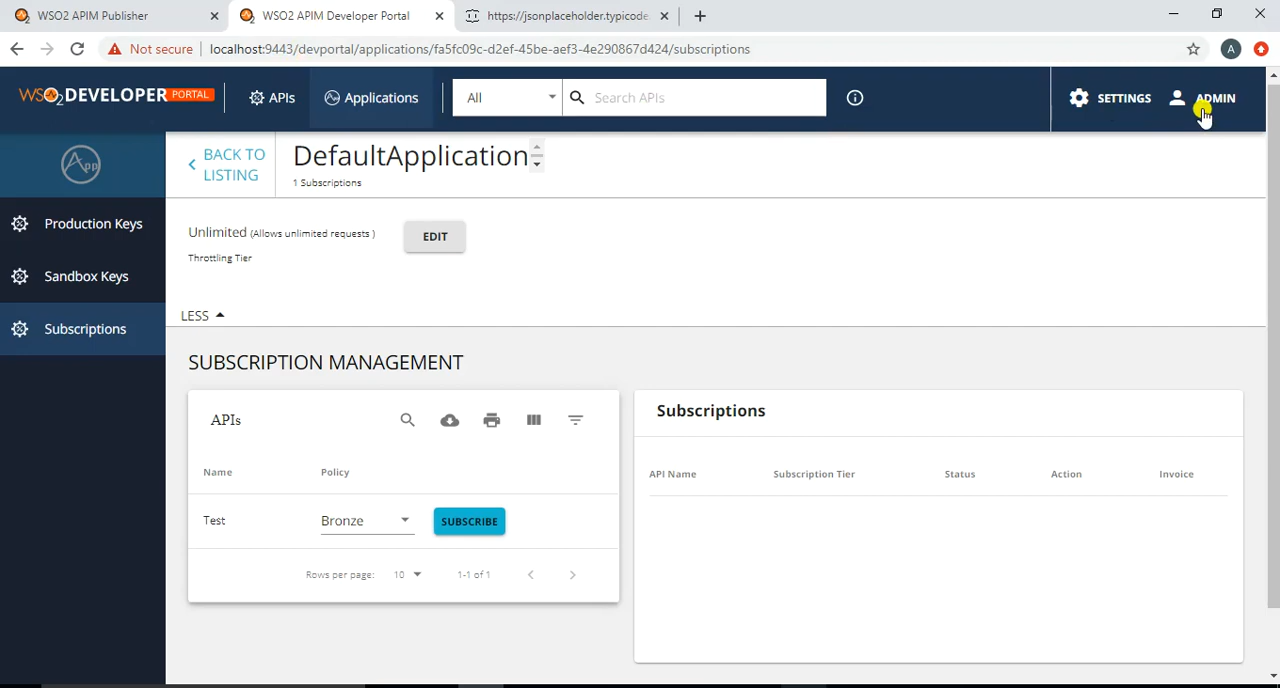 WSO2 APIM Publisher
WSO2 APIM Developer Portal
https://jsonplaceholder.typicode
Not secure
localhost:9443/devportal/applications/fa5fc09c-d2ef-45be-aef3-4e290867d424/subscriptions
A
WSO2 DEVELOPER PORTAL
APIs
Applications
All
Search APIs
SETTINGS
ADMIN
App
BACK TO
LISTING
DefaultApplication
1 Subscriptions
Production Keys
Sandbox Keys
Subscriptions
Unlimited (Allows unlimited requests )
Throttling Tier
EDIT
LESS
SUBSCRIPTION MANAGEMENT
APIs
Name Policy
Test Bronze SUBSCRIBE
Rows per page: 10 1-1 of 1
Subscriptions
API Name Subscription Tier Status Action Invoice